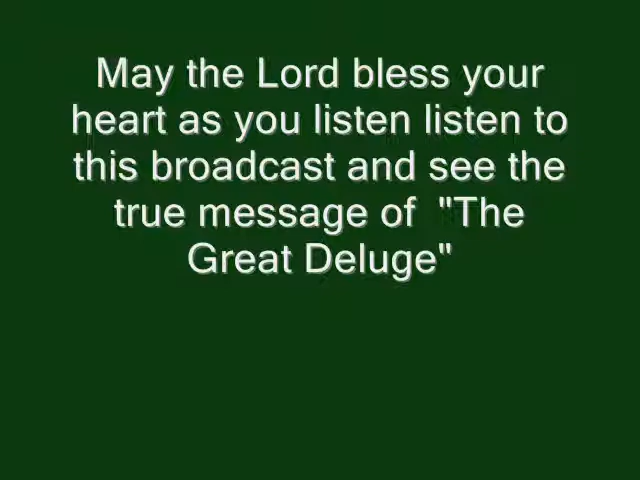 May the Lord bless your
heart as you listen listen to
this broadcast and see the
true message of  "The
Great Deluge"